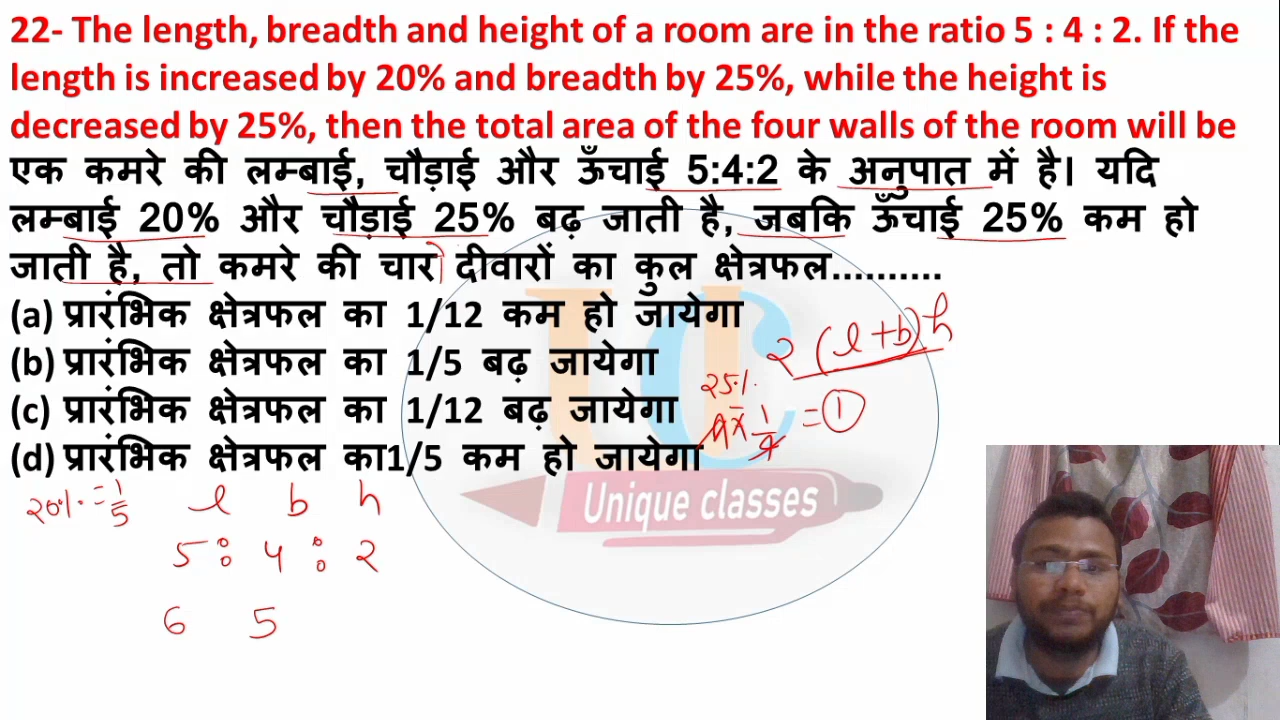 22- The length, breadth and height of a room are in the ratio 5 : 4 : 2. If the
length is increased by 20% and breadth by 25%, while the height is
decreased by 25%, then the total area of the four walls of the room will be
एक कमरे की लम्बाई, चौड़ाई और ऊँचाई 5:4:2 के अनुपात में है। यदि
लम्बाई 20% और चौड़ाई 25% बढ़ जाती है, जबकि ऊँचाई 25% कम हो
जाती है, तो कमरे की चार दीवारों का कुल क्षेत्रफल..........
(a) प्रारंभिक क्षेत्रफल का 1/12 कम हो जायेगा
(b) प्रारंभिक क्षेत्रफल का 1/5 बढ़ जायेगा
(c) प्रारंभिक क्षेत्रफल का 1/12 बढ़ जायेगा
(d) प्रारंभिक क्षेत्रफल का1/5 कम हो जायेगा
2 (l+b) h
25%
4 × 1/4 = 1
Unique classes
20% = 1/5
l b h
5 : 4 : 2
6 5